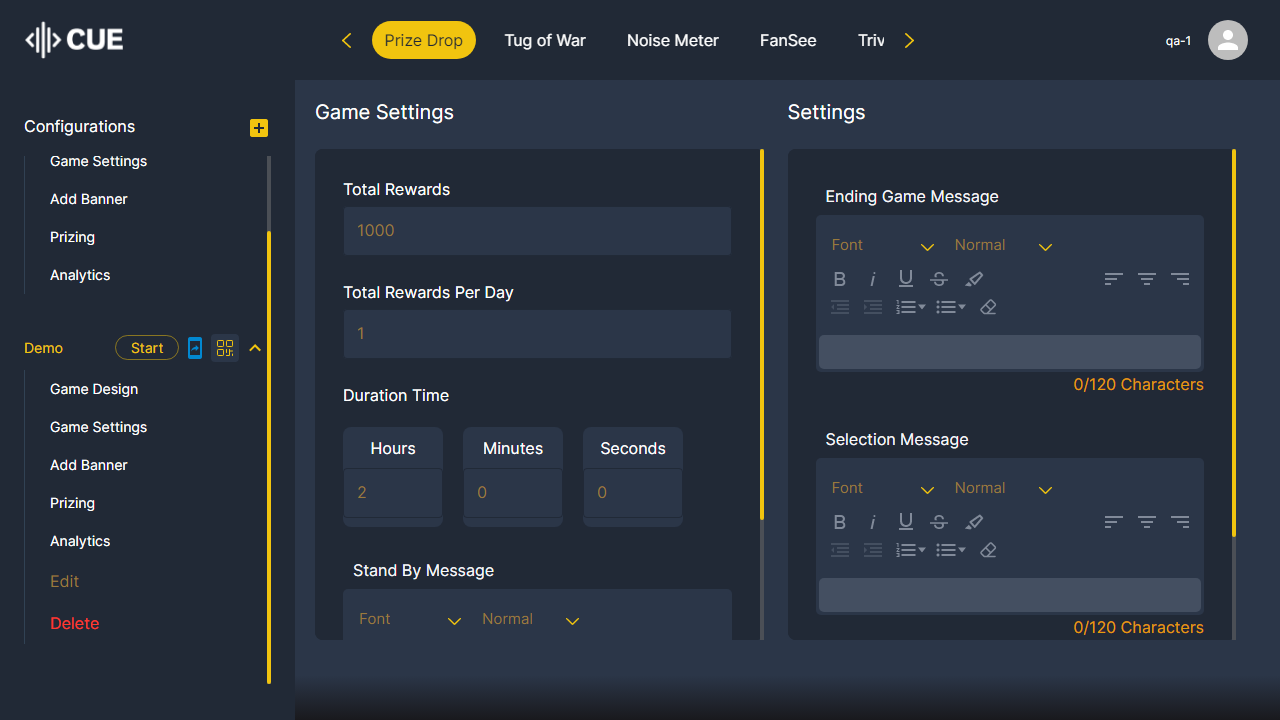 CUE
Prize Drop
Tug of War
Noise Meter
FanSee
Triv
qa-1
Configurations
Game Settings
Add Banner
Prizing
Analytics
Demo
Start
Game Design
Game Settings
Add Banner
Prizing
Analytics
Edit
Delete
Game Settings
Total Rewards
1000
Total Rewards Per Day
1
Duration Time
Hours
Minutes
Seconds
2
0
0
Stand By Message
Font
Normal
Settings
Ending Game Message
Font
Normal
0/120 Characters
Selection Message
Font
Normal
0/120 Characters